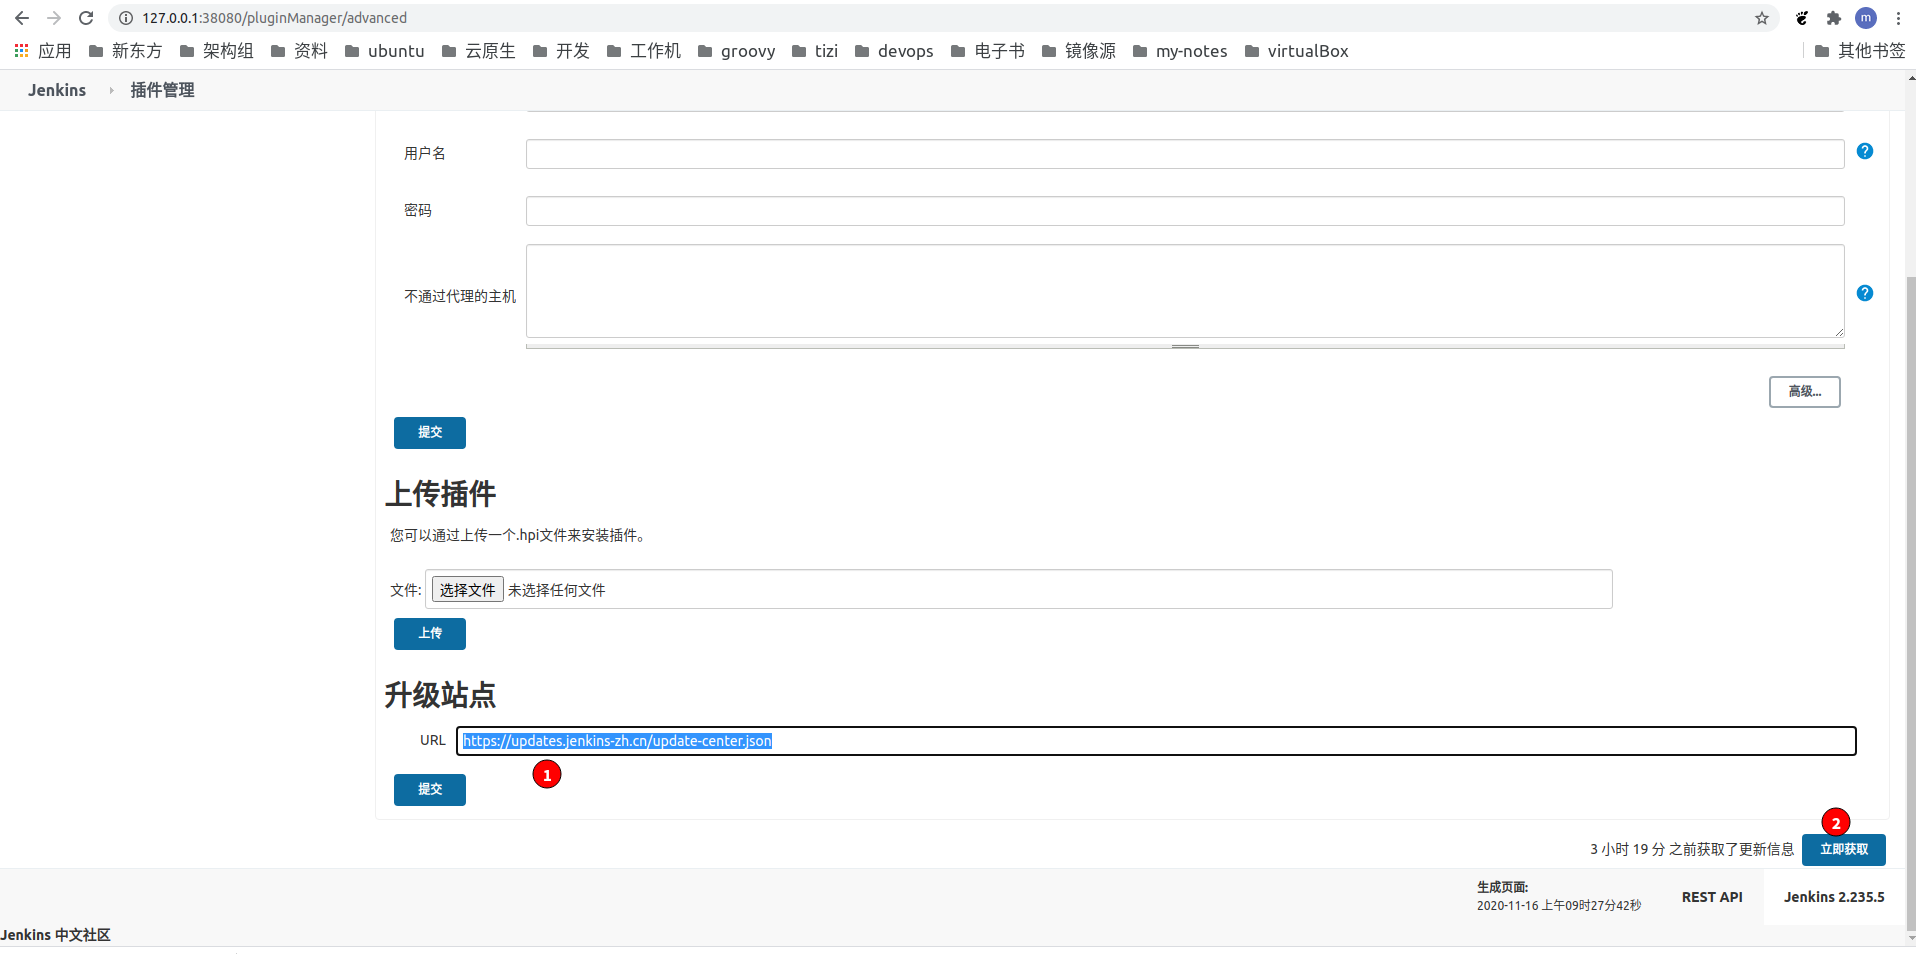 127.0.0.1:38080/pluginManager/advanced
m
应用 新东方 架构组 资料 ubuntu 云原生 开发 工作机 groovy tizi devops 电子书 镜像源 my-notes virtualBox 其他书签
Jenkins 插件管理
用户名
?
密码
不通过代理的主机
?
高级...
提交
上传插件
您可以通过上传一个.hpi文件来安装插件。
文件: 选择文件 未选择任何文件
上传
升级站点
URL https://updates.jenkins-zh.cn/update-center.json
1
提交
2
3 小时 19 分 之前获取了更新信息 立即获取
生成页面:
2020-11-16 上午09时27分42秒
REST API
Jenkins 2.235.5
Jenkins 中文社区